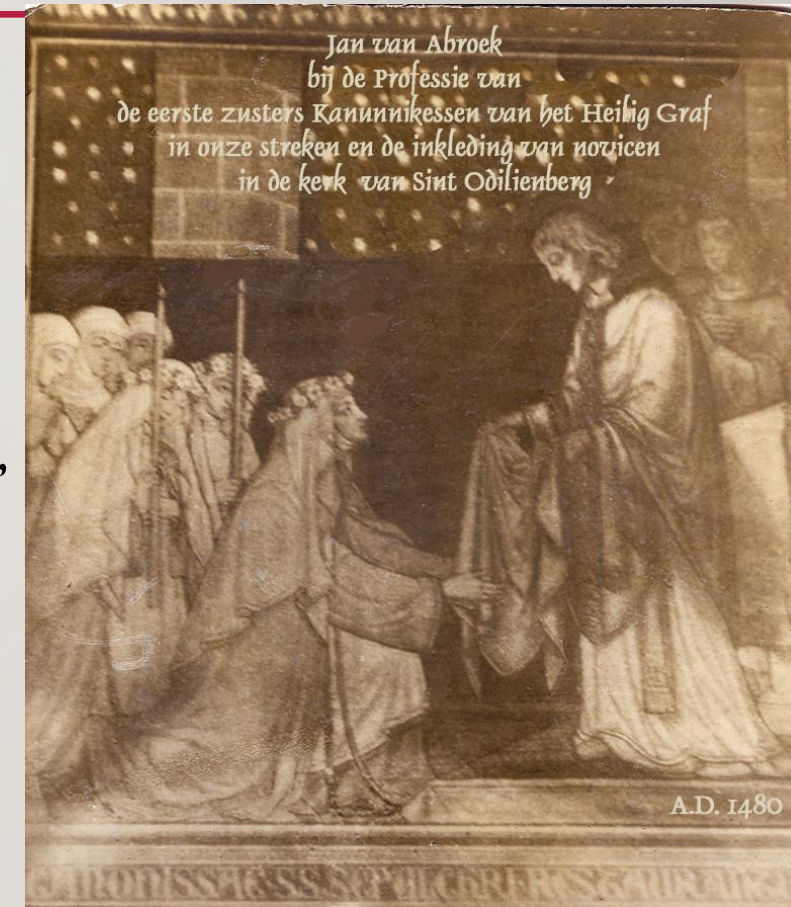 Jan van Abroek
bij de Professie van
de eerste zusters Kanunnikessen van het Heilig Graf
in onze streken en de inkleding van novicen
in de kerk van Sint Odilienberg
,
A.D. 1480